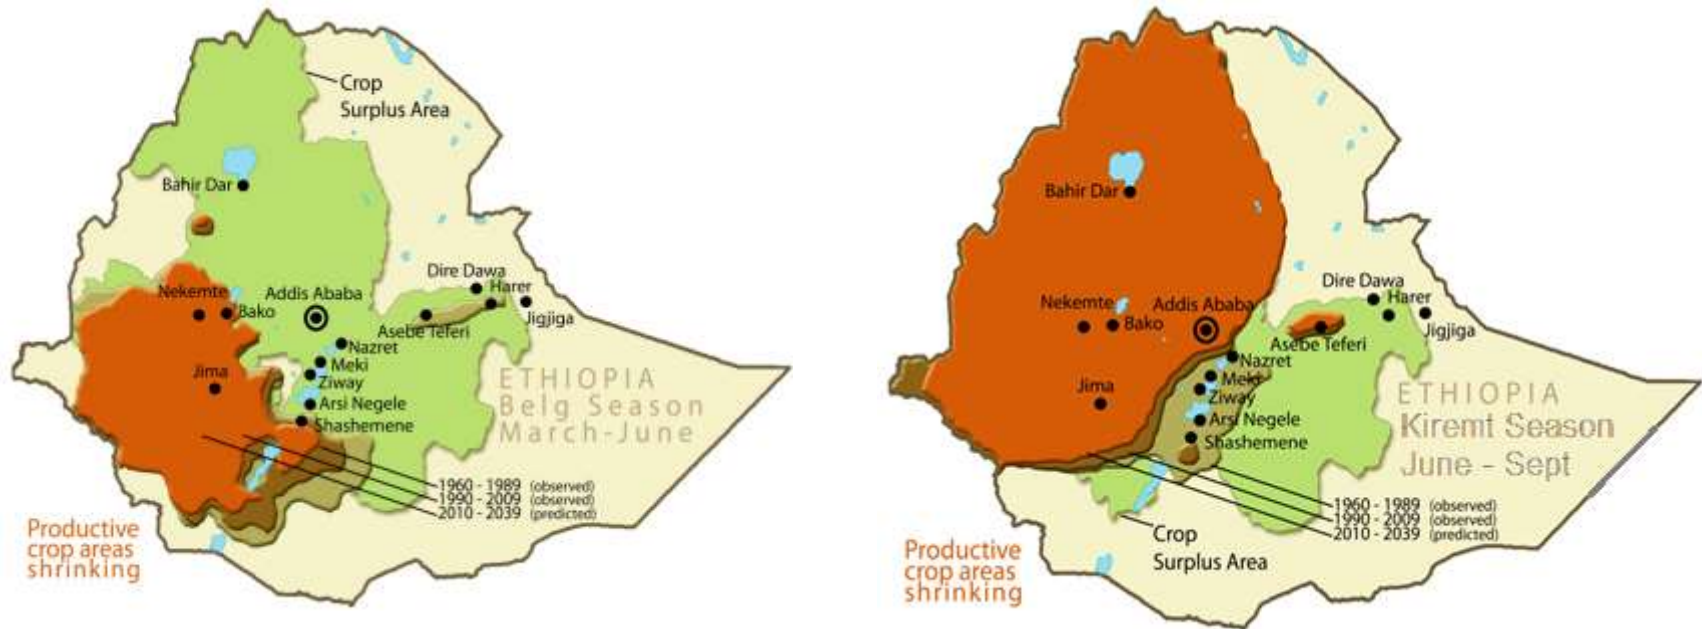 Crop
Surplus Area
Bahir Dar
Dire Dawa
Harer
Nekemte
Addis Ababa
Bako
Jigjiga
Asebe Teferi
Nazret
Meki
Jima
Ziway
ETHIOPIA
Belg Season
March-June
Arsi Negele
Shashemene
1960 - 1989 (observed)
1990 - 2009 (observed)
2010 - 2039 (predicted)
Productive
crop areas
shrinking
Bahir Dar
Dire Dawa
Harer
Nekemte
Addis Ababa
Bako
Jigjiga
Asebe Teferi
Nazret
Meki
Jima
Ziway
ETHIOPIA
Kiremt Season
June - Sept
Arsi Negele
Shashemene
1960 - 1989 (observed)
1990 - 2009 (observed)
2010 - 2039 (predicted)
Crop
Surplus Area
Productive
crop areas
shrinking